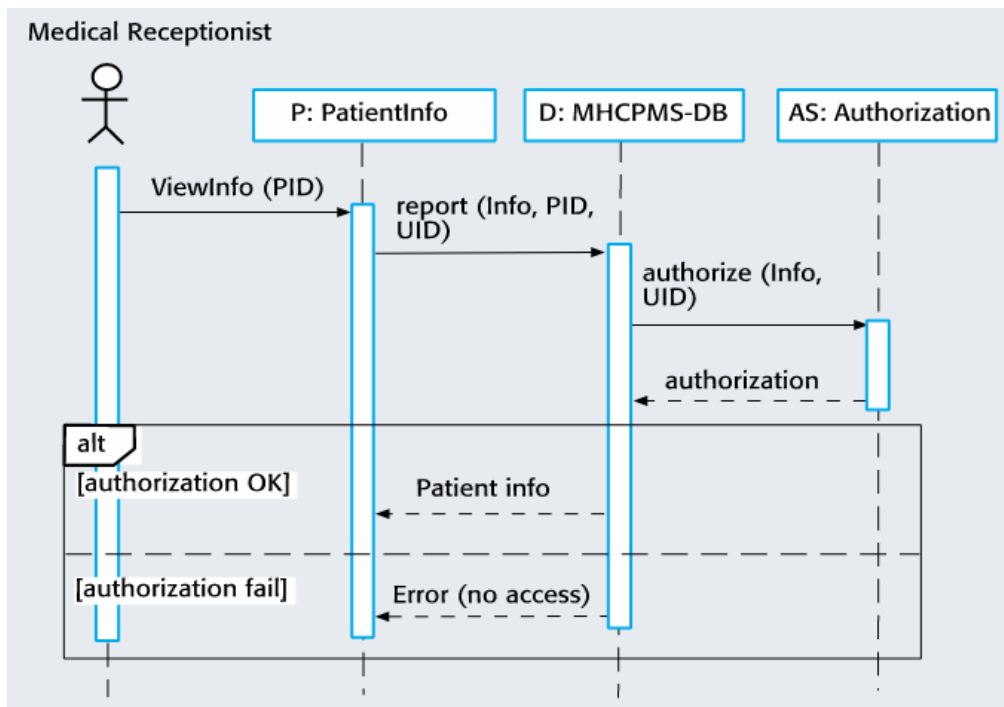 Medical Receptionist
P: PatientInfo
D: MHCPMS-DB
AS: Authorization
ViewInfo (PID)
report (Info, PID,
UID)
authorize (Info,
UID)
authorization
alt
[authorization OK]
Patient info
[authorization fail]
Error (no access)